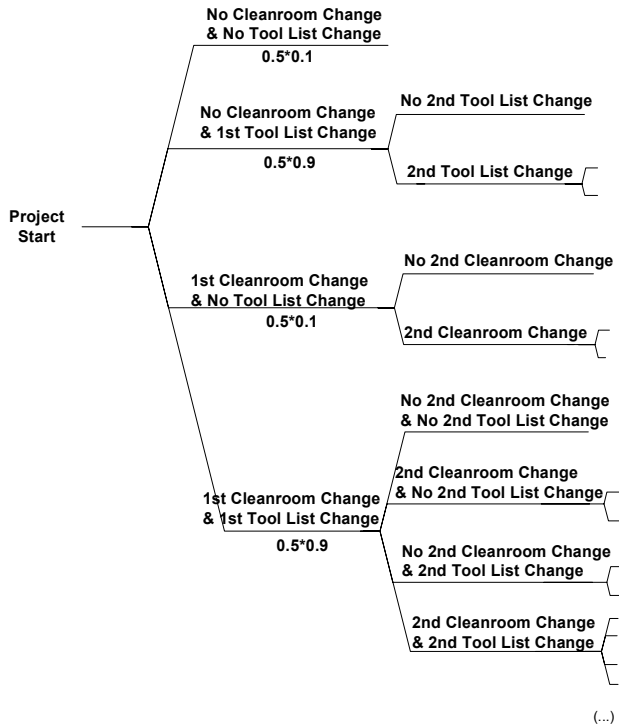 No Cleanroom Change
& No Tool List Change
0.5*0.1
No Cleanroom Change
& 1st Tool List Change
0.5*0.9
No 2nd Tool List Change
2nd Tool List Change
Project
Start
1st Cleanroom Change
& No Tool List Change
0.5*0.1
No 2nd Cleanroom Change
2nd Cleanroom Change
1st Cleanroom Change
& 1st Tool List Change
0.5*0.9
No 2nd Cleanroom Change
& No 2nd Tool List Change
2nd Cleanroom Change
& No 2nd Tool List Change
No 2nd Cleanroom Change
& 2nd Tool List Change
2nd Cleanroom Change
& 2nd Tool List Change
(...)